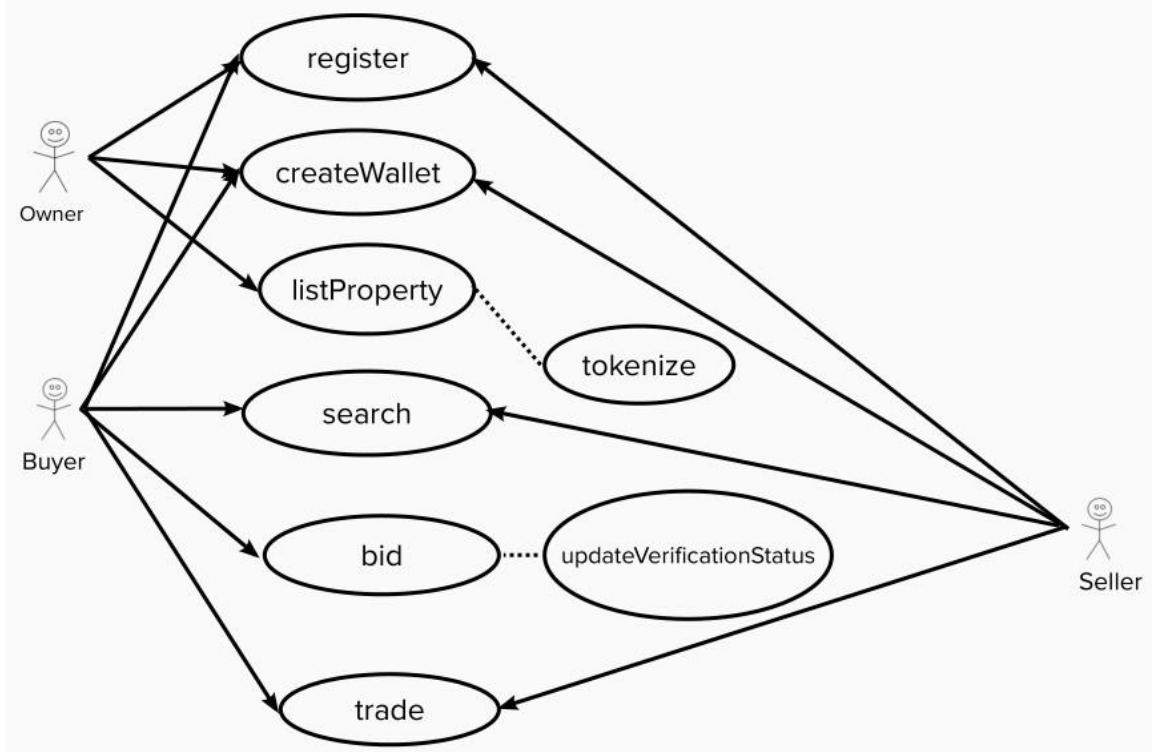 register
createWallet
Owner
listProperty
tokenize
search
Buyer
bid
updateVerificationStatus
Seller
trade